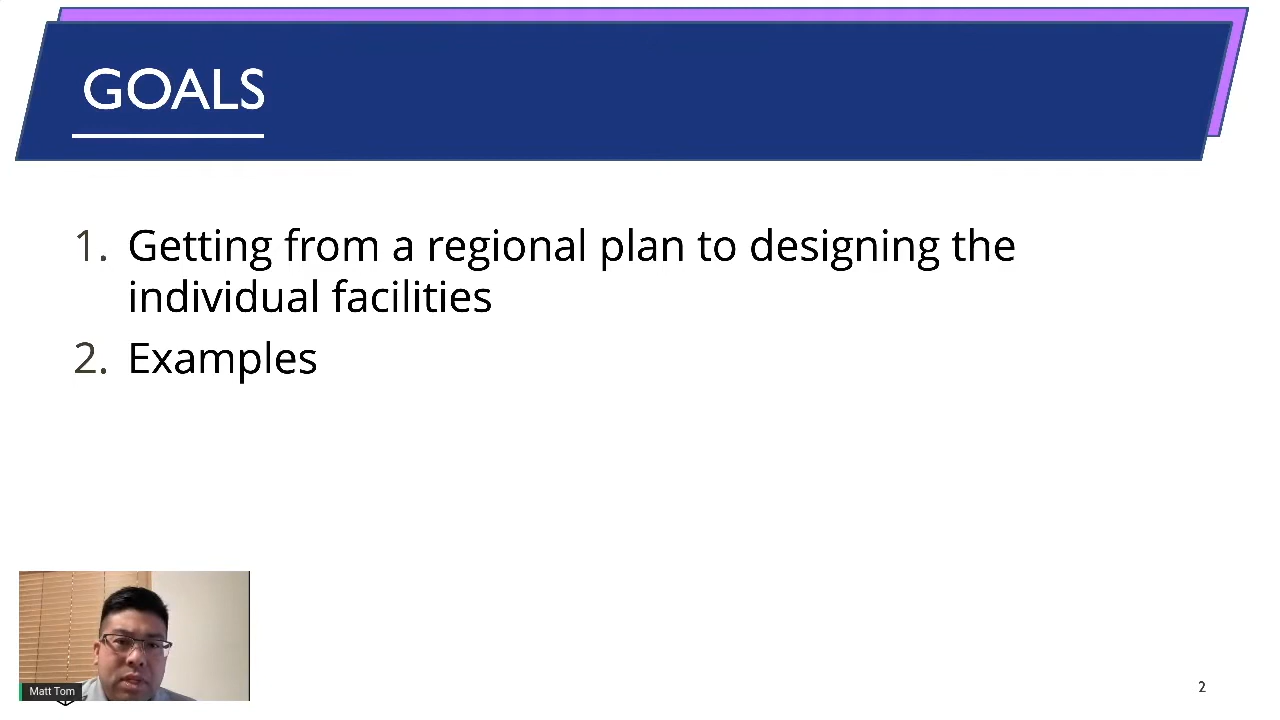 GOALS
1. Getting from a regional plan to designing the
individual facilities
2. Examples
Matt Tom
2